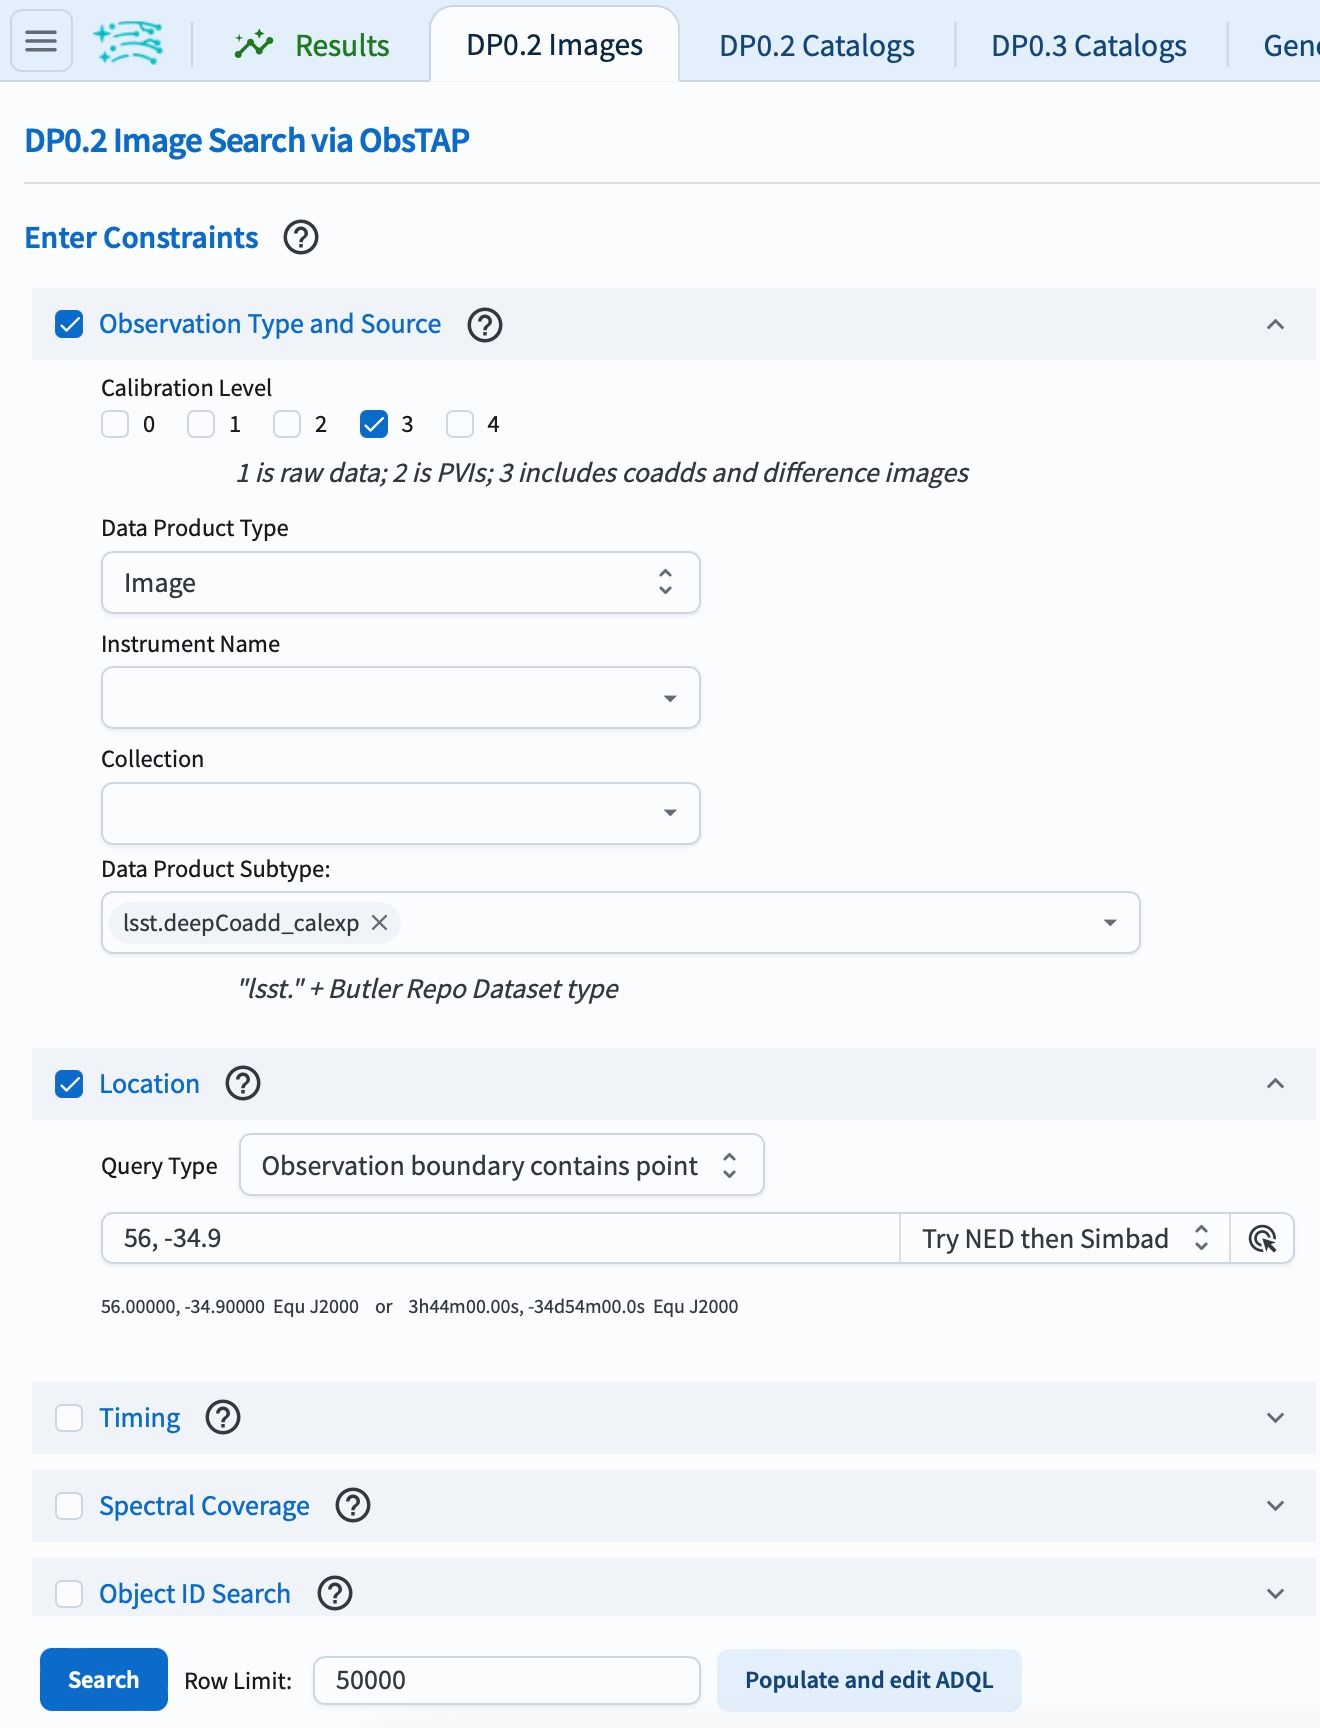 Results DP0.2 Images DP0.2 Catalogs DP0.3 Catalogs Gen
DP0.2 Image Search via ObsTAP
Enter Constraints
Observation Type and Source
Calibration Level
0 1 2 3 4
1 is raw data; 2 is PVIs; 3 includes coadds and difference images
Data Product Type
Image
Instrument Name
Collection
Data Product Subtype:
lsst.deepCoadd_calexp
"lsst." + Butler Repo Dataset type
Location
Query Type Observation boundary contains point
56, -34.9 Try NED then Simbad
56.00000, -34.90000 Equ J2000 or 3h44m00.00s, -34d54m00.0s Equ J2000
Timing
Spectral Coverage
Object ID Search
Search Row Limit: 50000 Populate and edit ADQL